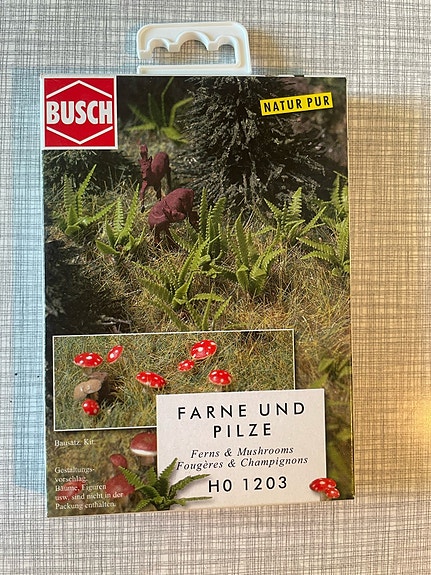 BUSCH
NATUR PUR
FARNE UND
PILZE
Ferns & Mushrooms
Fougères & Champignons
H0 1203
Bausatz. Kit.
Gestaltungs-
vorschlag.
Bäume, Figuren
usw. sind nicht in der
Packung enthalten.